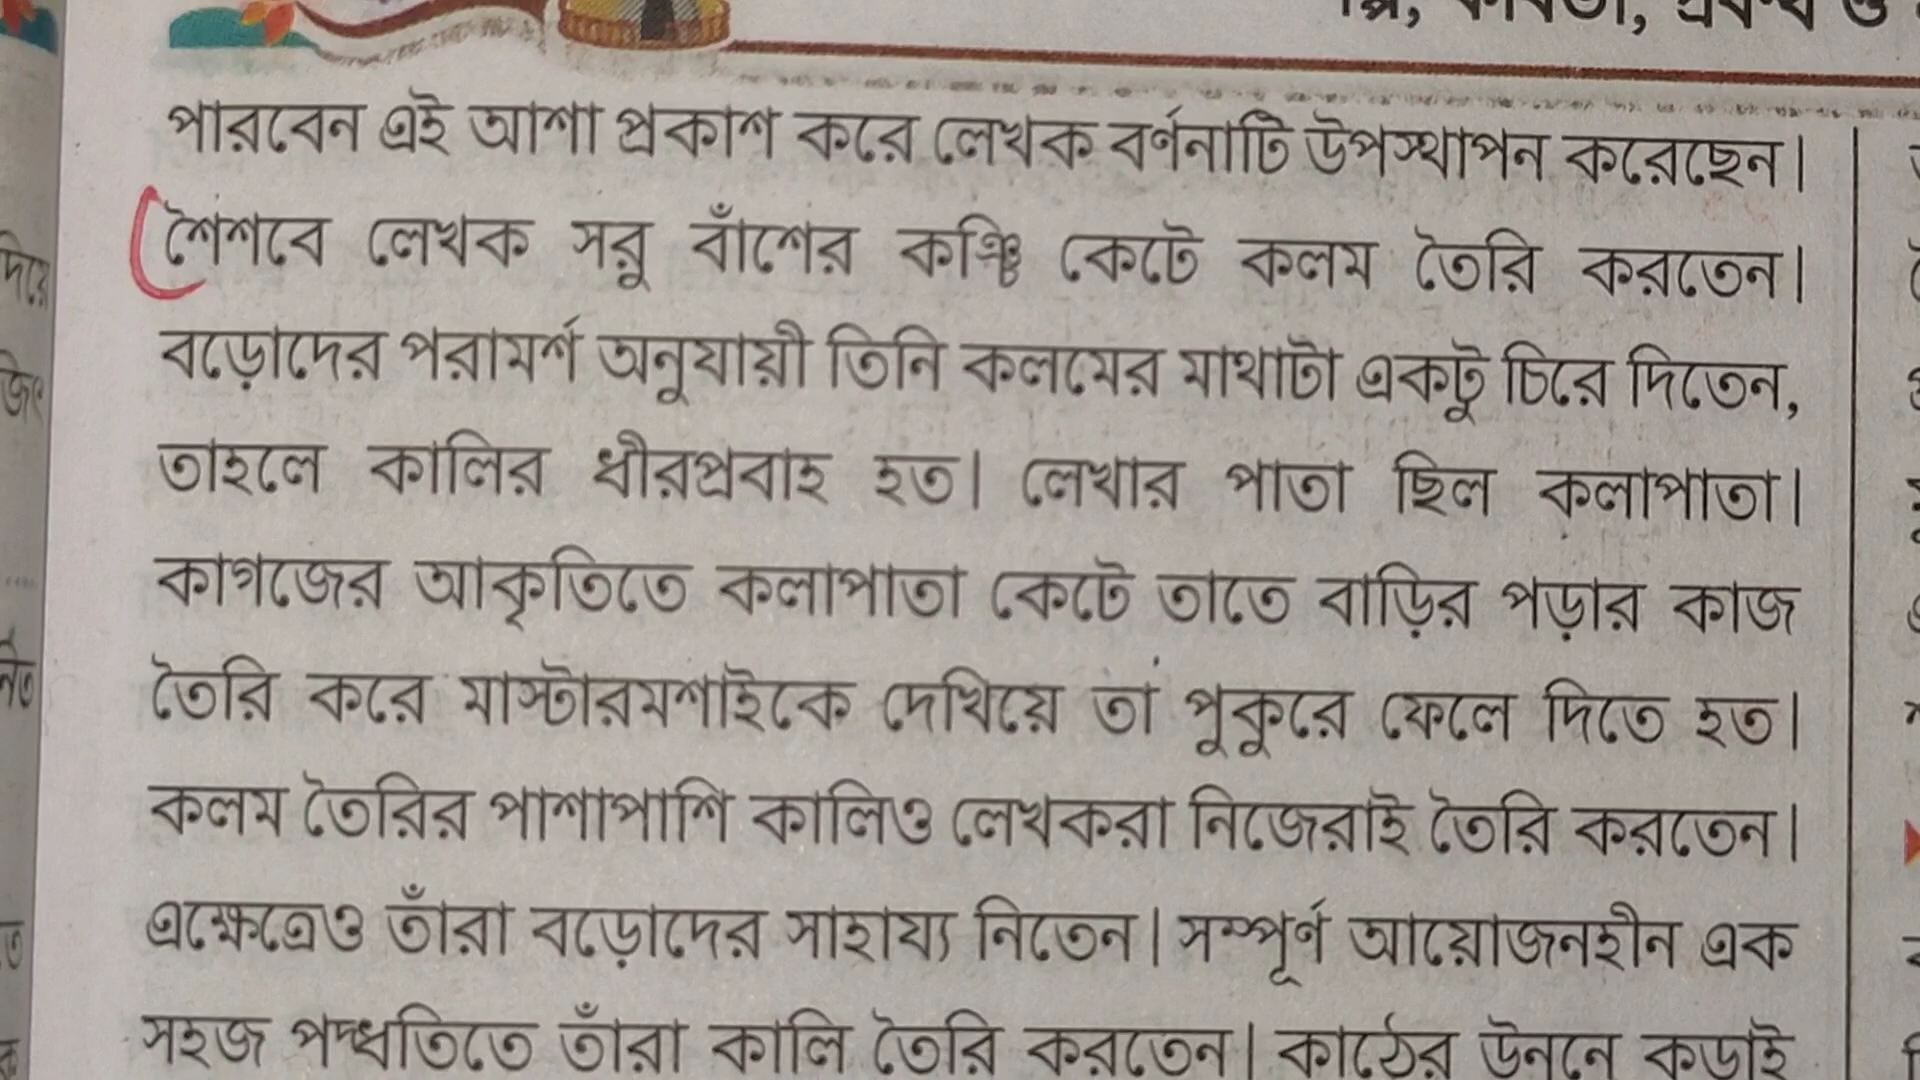 পারবেন এই আশা প্রকাশ করে লেখক বর্ণনাটি উপস্থাপন করেছেন।
শৈশবে লেখক সরু বাঁশের কঞ্চি কেটে কলম তৈরি করতেন।
বড়োদের পরামর্শ অনুযায়ী তিনি কলমের মাথাটা একটু চিরে দিতেন,
তাহলে কালির ধীরপ্রবাহ হত। লেখার পাতা ছিল কলাপাতা।
কাগজের আকৃতিতে কলাপাতা কেটে তাতে বাড়ির পড়ার কাজ
তৈরি করে মাস্টারমশাইকে দেখিয়ে তা পুকুরে ফেলে দিতে হত।
কলম তৈরির পাশাপাশি কালিও লেখকরা নিজেরাই তৈরি করতেন।
এক্ষেত্রেও তাঁরা বড়োদের সাহায্য নিতেন। সম্পূর্ণ আয়োজনহীন এক
সহজ পদ্ধতিতে তাঁরা কালি তৈরি করতেন। কাঠের উনুনে কড়াই